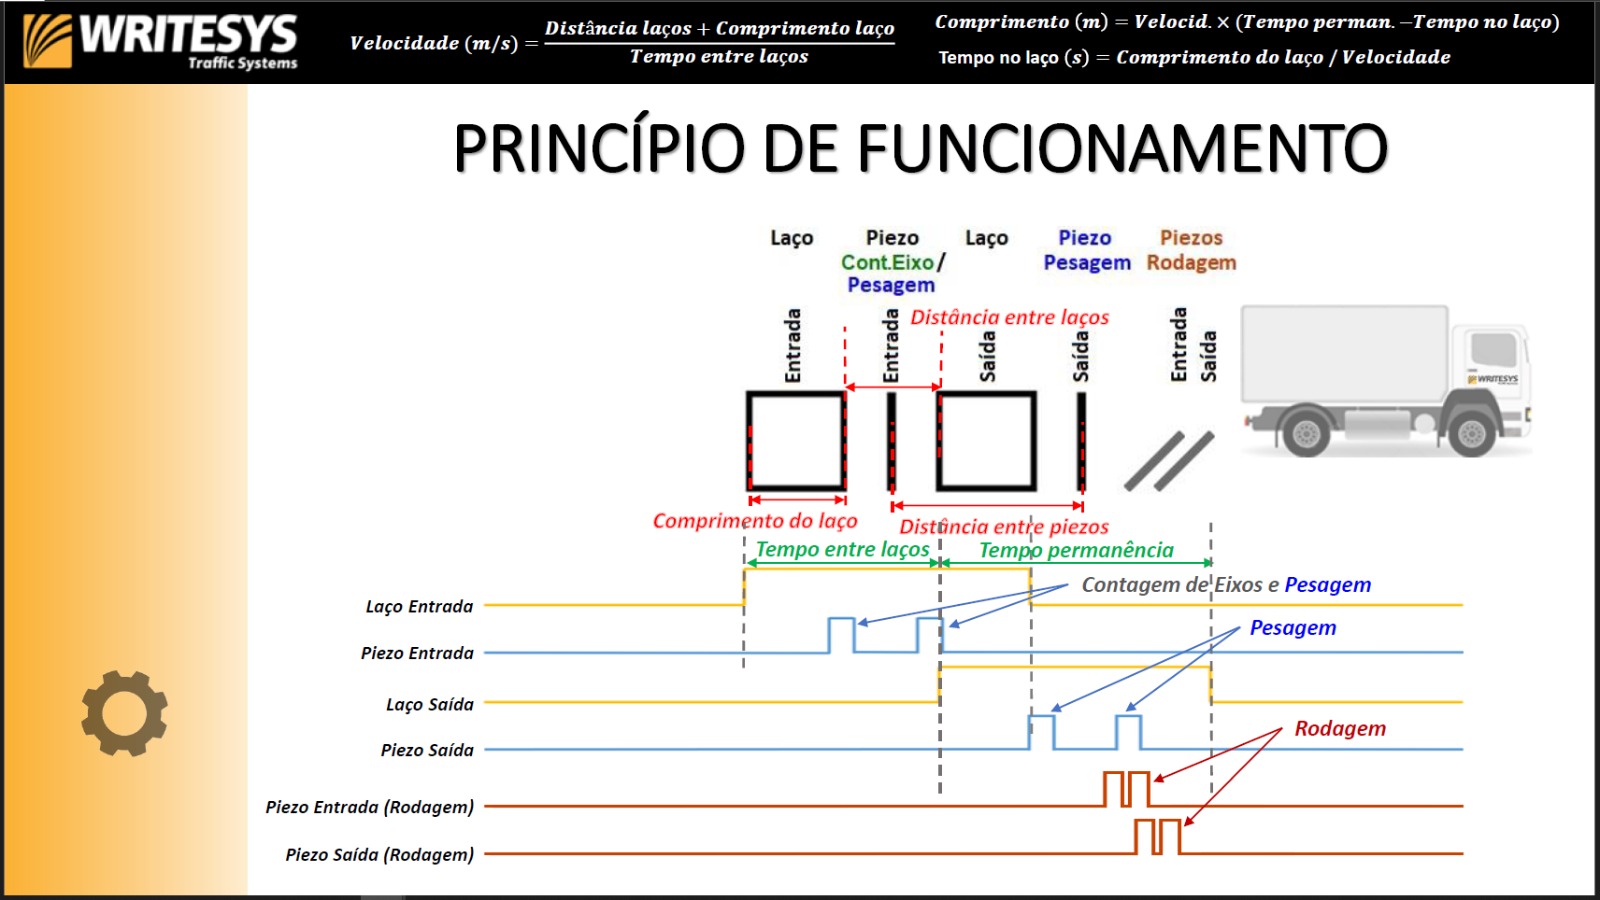 WRITESYS
Traffic Systems
Velocidade (m/s) = Distância laços + Comprimento laço
Tempo entre laços
Comprimento (m) = Velocid. × (Tempo perman. −Tempo no laço)
Tempo no laço (s) = Comprimento do laço / Velocidade
PRINCÍPIO DE FUNCIONAMENTO
Laço
Piezo
Cont.Eixo /
Pesagem
Laço
Piezo
Pesagem
Piezos
Rodagem
Entrada
Entrada
Distância entre laços
Saída
Saída
Entrada
Saída
WRITESYS
Comprimento do laço
Distância entre piezos
Tempo entre laços
Tempo permanência
Contagem de Eixos e Pesagem
Laço Entrada
Pesagem
Piezo Entrada
Laço Saída
Rodagem
Piezo Saída
Piezo Entrada (Rodagem)
Piezo Saída (Rodagem)